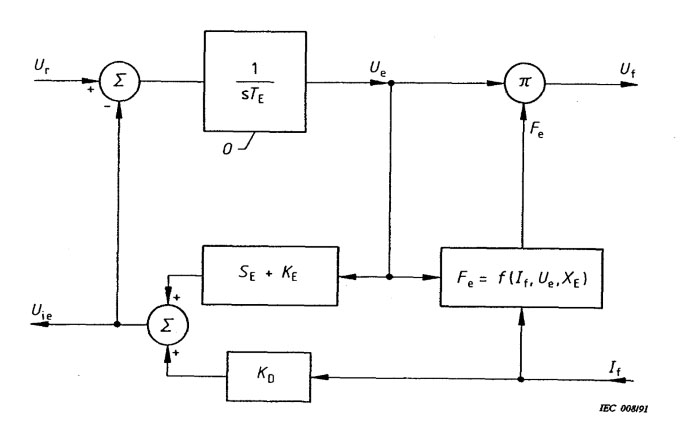 U_r
+
Σ
-
1
sT_E
0
U_e
π
U_f
F_e
S_E + K_E
F_e = f(I_f, U_e, X_E)
+
U_ie
Σ
+
K_D
I_f
IEC 008/91